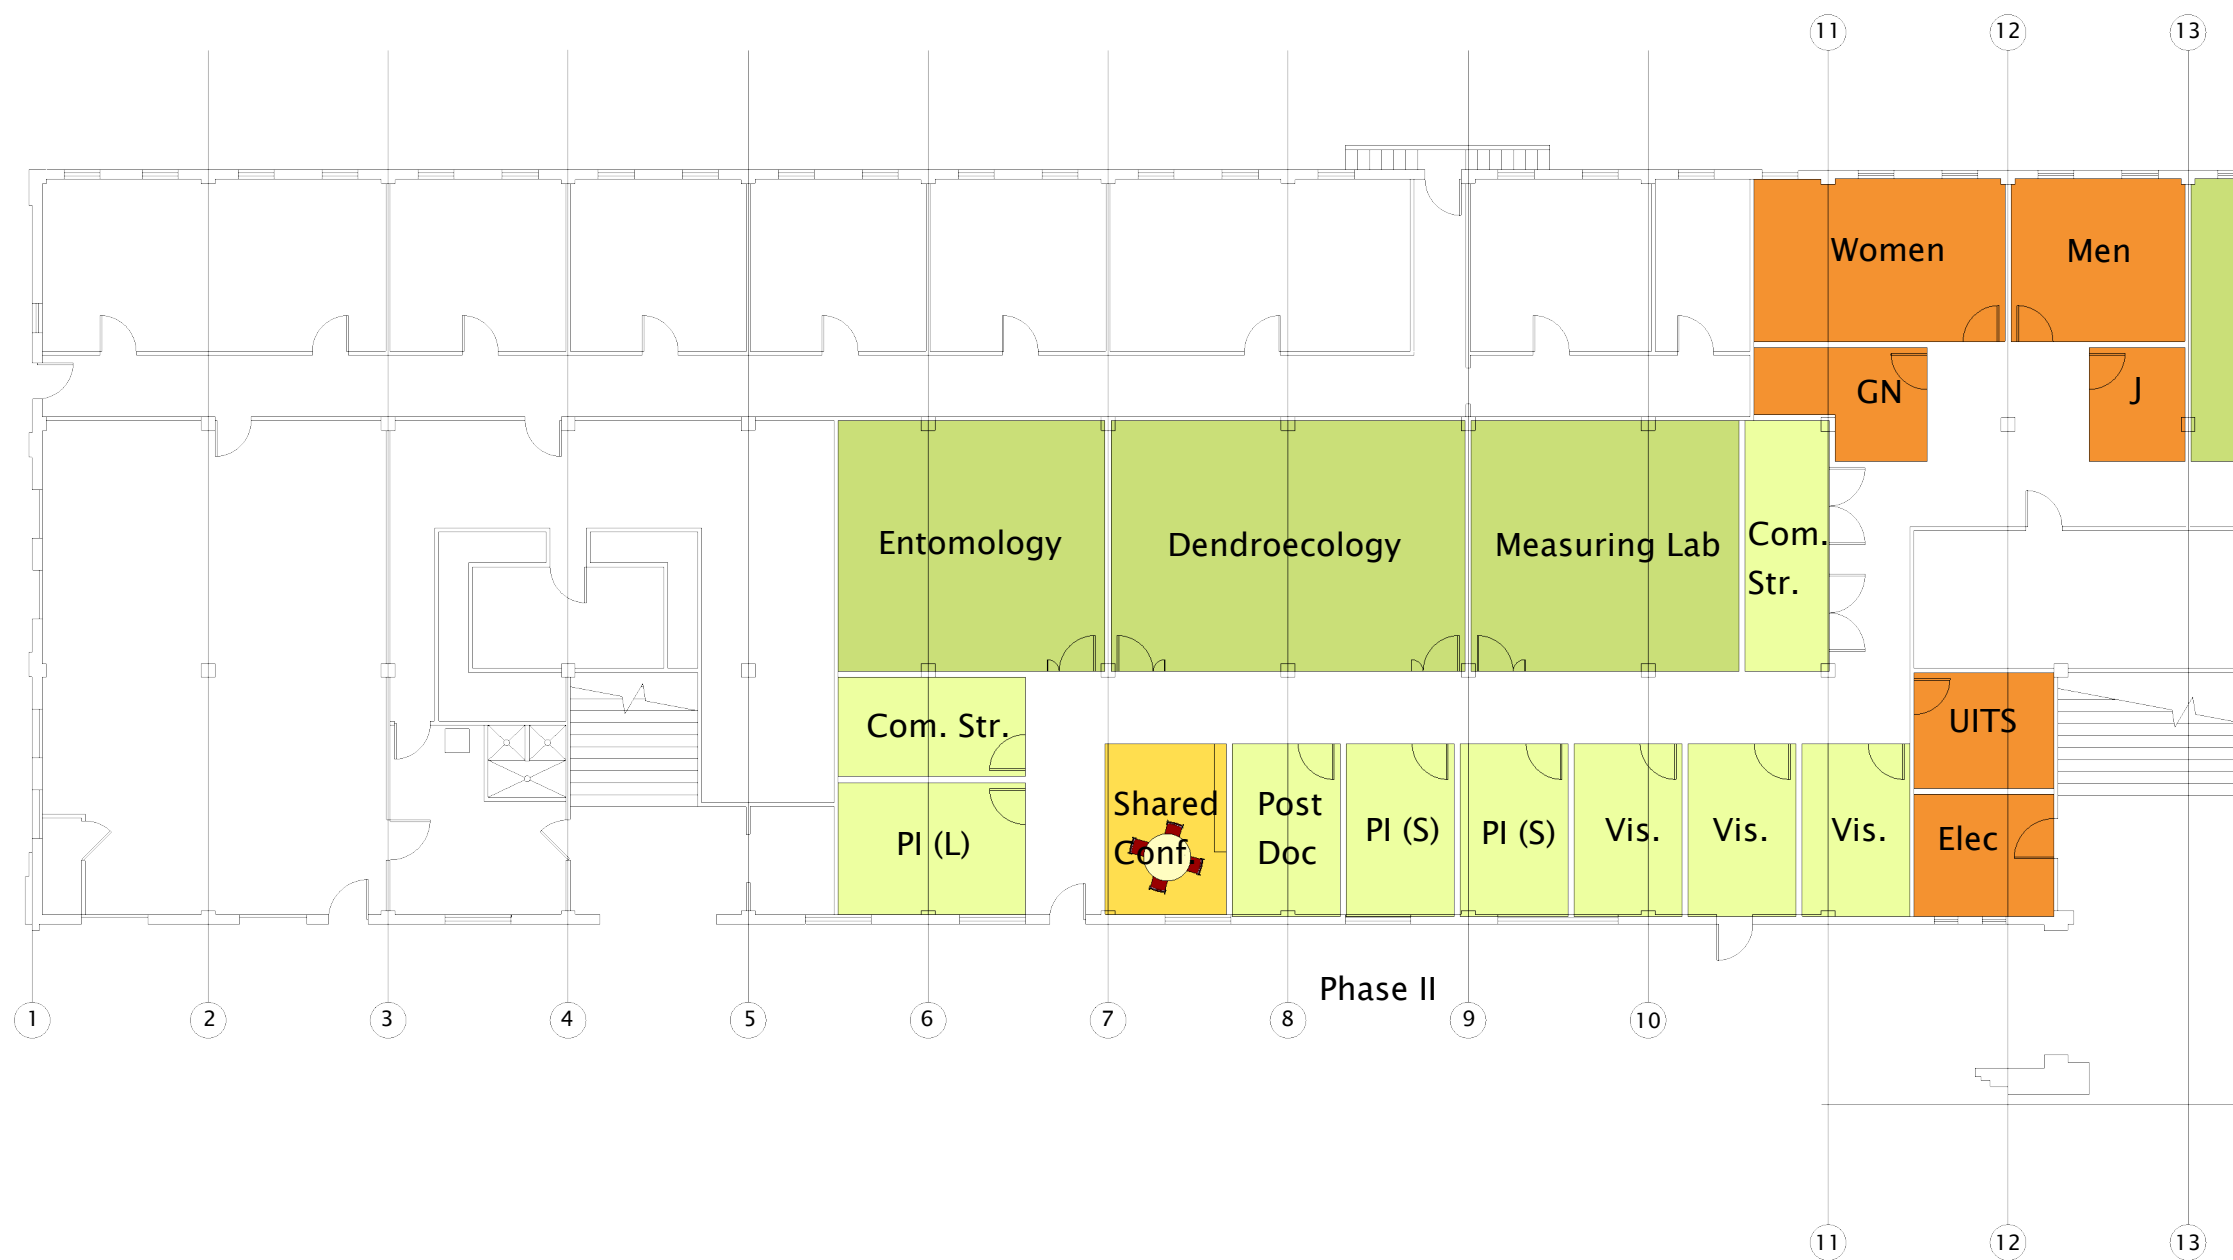 11
12
13
Women
Men
GN
J
Entomology
Dendroecology
Measuring Lab
Com.
Str.
Com. Str.
UITS
Shared
Conf
Post
Doc
PI (S)
PI (S)
Vis.
Vis.
Vis.
Elec
PI (L)
Phase II
1
2
3
4
5
6
7
8
9
10
11
12
13